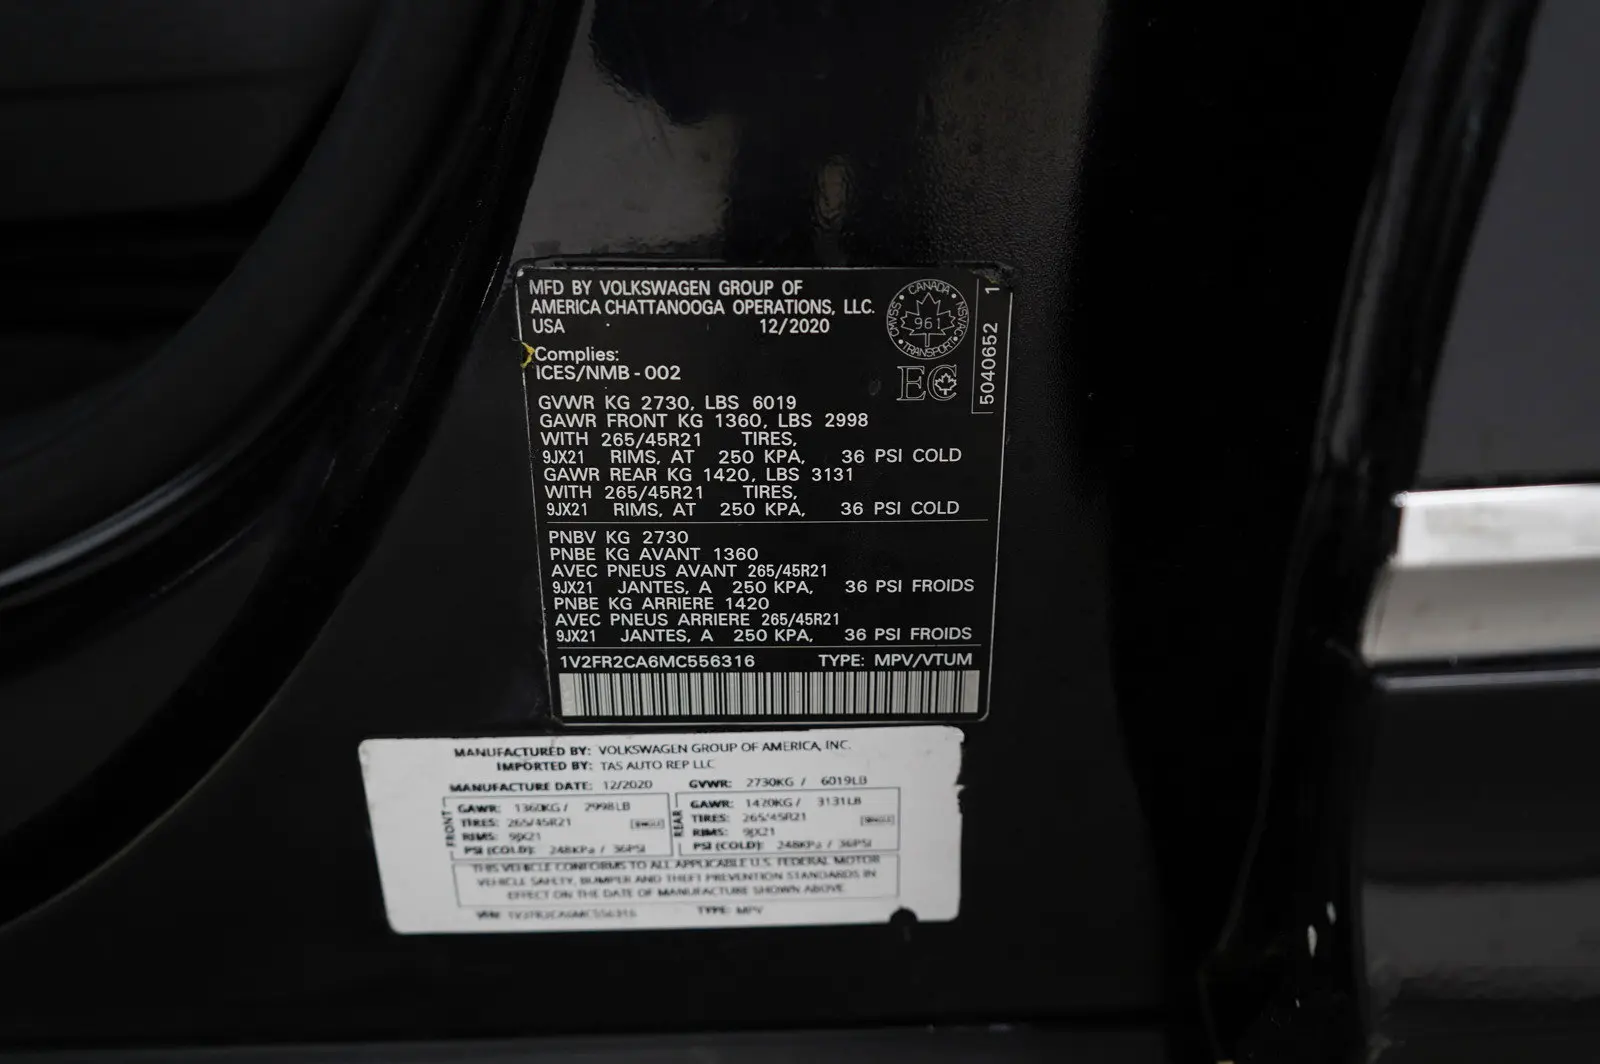 MFD BY VOLKSWAGEN GROUP OF
AMERICA CHATTANOOGA OPERATIONS, LLC.
USA 12/2020
CANADA
CMVSS 961 NSVAC
TRANSPORT
EC
5040652 1
Complies:
ICES/NMB-002
GVWR KG 2730, LBS 6019
GAWR FRONT KG 1360, LBS 2998
WITH 265/45R21 TIRES,
9JX21 RIMS, AT 250 KPA, 36 PSI COLD
GAWR REAR KG 1420, LBS 3131
WITH 265/45R21 TIRES,
9JX21 RIMS, AT 250 KPA, 36 PSI COLD
PNBV KG 2730
PNBE KG AVANT 1360
AVEC PNEUS AVANT 265/45R21
9JX21 JANTES, A 250 KPA, 36 PSI FROIDS
PNBE KG ARRIERE 1420
AVEC PNEUS ARRIERE 265/45R21
9JX21 JANTES, A 250 KPA, 36 PSI FROIDS
1V2FR2CA6MC556316 TYPE: MPV/VTUM
MANUFACTURED BY: VOLKSWAGEN GROUP OF AMERICA, INC.
IMPORTED BY: TAS AUTO REP LLC
MANUFACTURE DATE: 12/2020 GVWR: 2730KG / 6019LB
FRONT
GAWR: 1360KG / 2998LB
TIRES: 265/45R21
RIMS: 9JX21
PSI (COLD): 248KPa / 36PSI
REAR
GAWR: 1420KG / 3131LB
TIRES: 265/45R21
RIMS: 9JX21
PSI (COLD): 248KPa / 36PSI
THIS VEHICLE CONFORMS TO ALL APPLICABLE U.S. FEDERAL MOTOR
VEHICLE SAFETY, BUMPER AND THEFT PREVENTION STANDARDS IN
EFFECT ON THE DATE OF MANUFACTURE SHOWN ABOVE
VIN: 1V2FR2CA6MC556316 TYPE: MPV